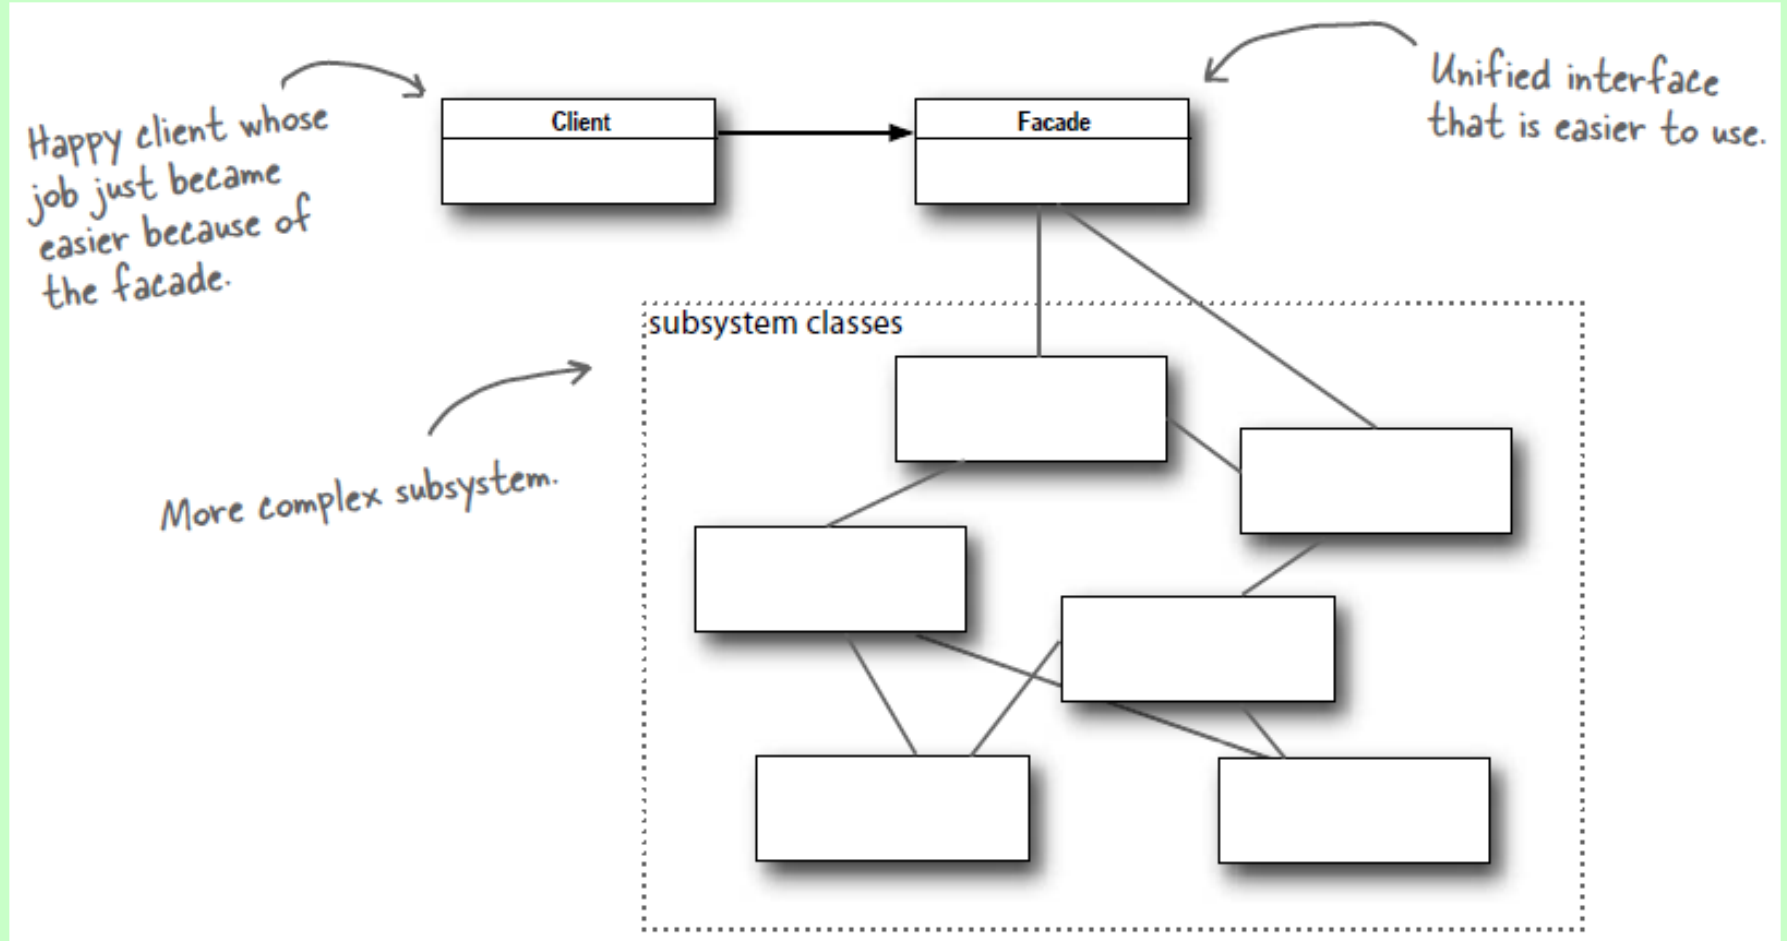 Happy client whose
job just became
easier because of
the facade.
Client
Facade
Unified interface
that is easier to use.
subsystem classes
More complex subsystem.